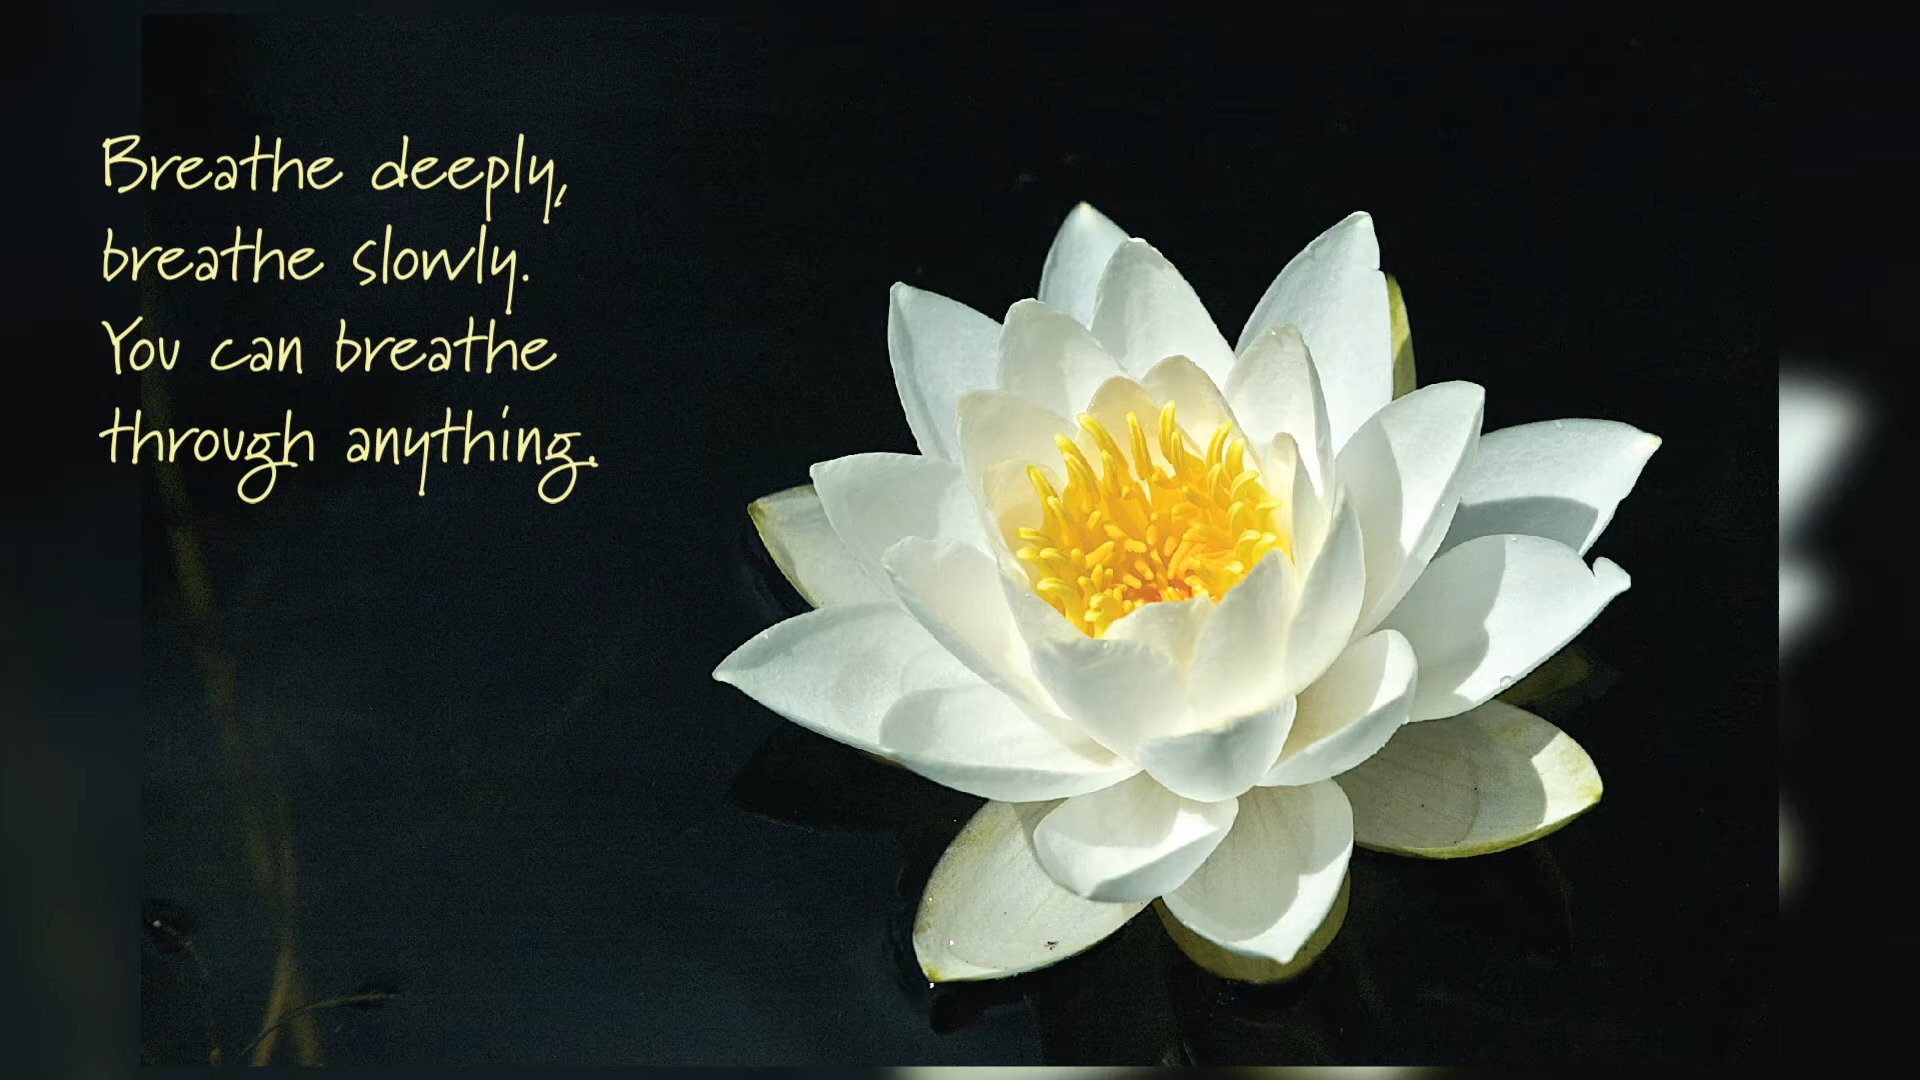 Breathe deeply,
breathe slowly.
You can breathe
through anything.